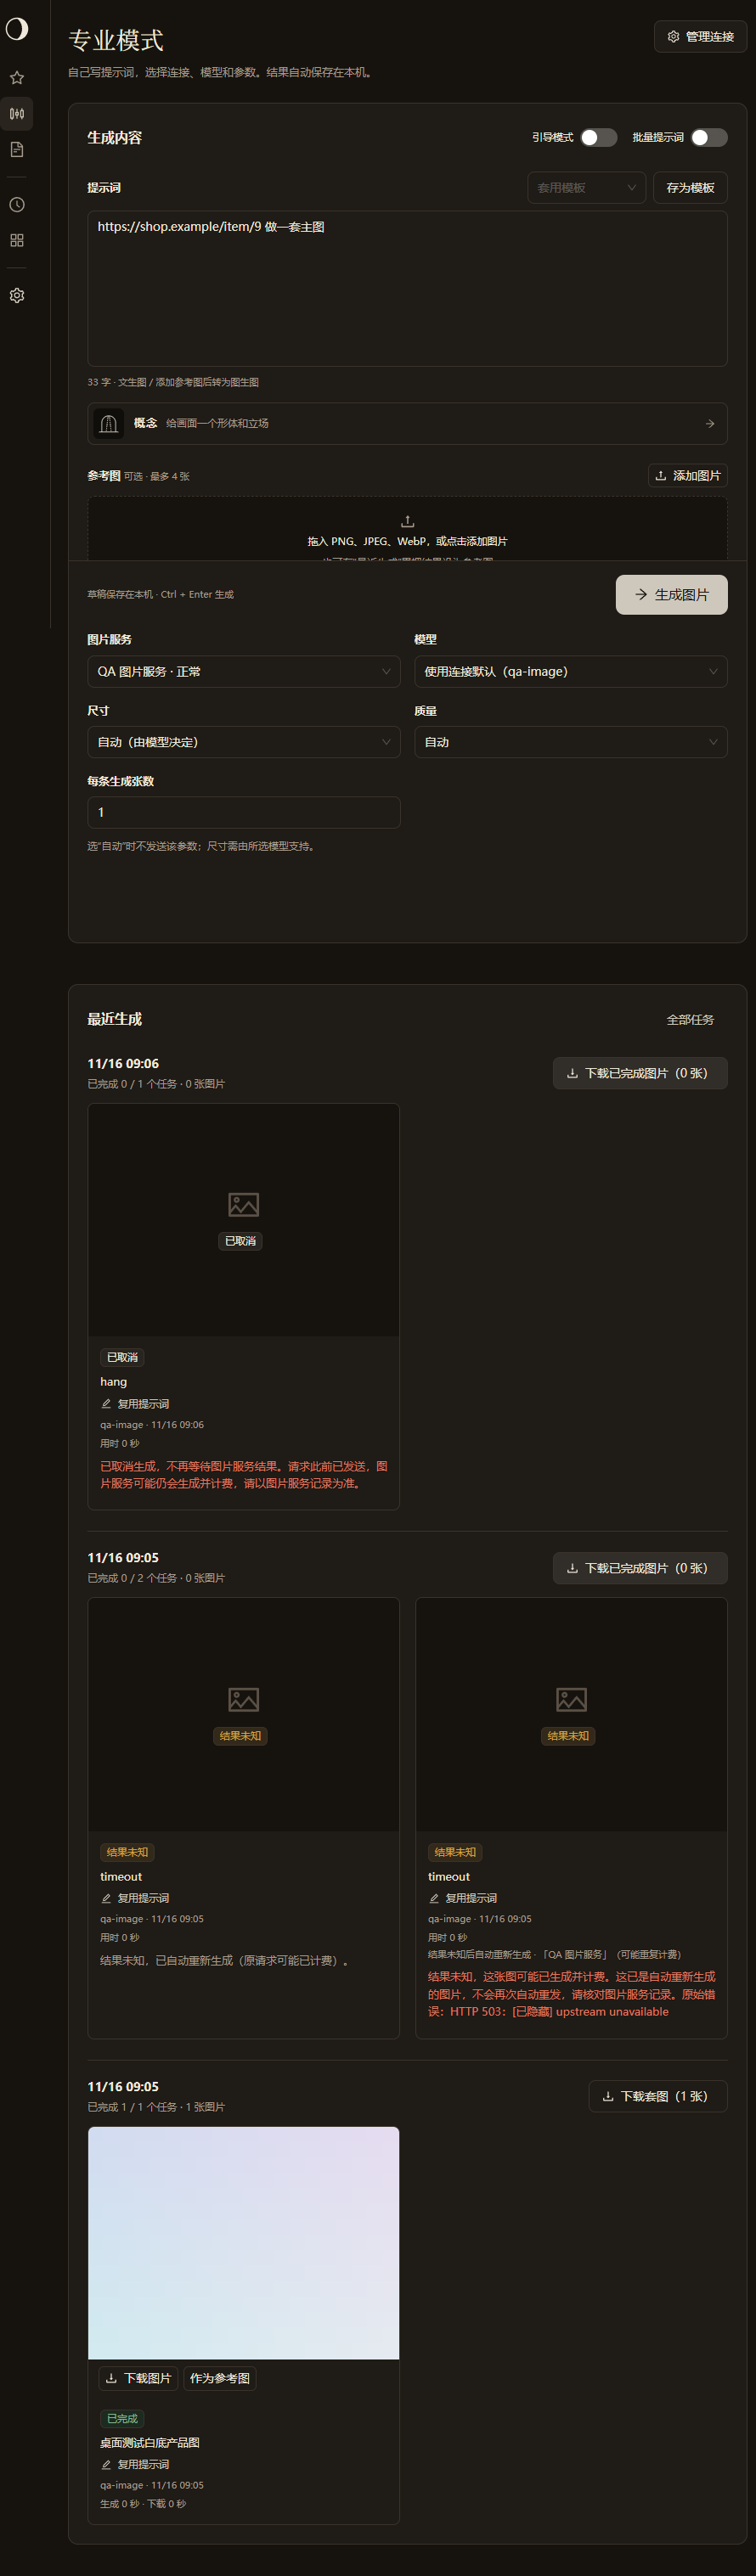 专业模式
管理连接
自己写提示词，选择连接、模型和参数。结果自动保存在本机。
生成内容
引导模式
批量提示词
提示词
套用模板
存为模板
https://shop.example/item/9 做一套主图
33 字 · 文生图 / 添加参考图后转为图生图
概念 给画面一个形体和立场
参考图 可选 · 最多 4 张
添加图片
拖入 PNG、JPEG、WebP，或点击添加图片
草稿保存在本机 · Ctrl + Enter 生成
生成图片
图片服务
模型
QA 图片服务 · 正常
使用连接默认（qa-image）
尺寸
质量
自动（由模型决定）
自动
每条生成张数
1
选“自动”时不发送该参数；尺寸需由所选模型支持。
最近生成
全部任务
11/16 09:06
已完成 0 / 1 个任务 · 0 张图片
下载已完成图片（0 张）
已取消
已取消
hang
复用提示词
qa-image · 11/16 09:06
用时 0 秒
已取消生成，不再等待图片服务结果。请求此前已发送，图
片服务可能仍会生成并计费，请以图片服务记录为准。
11/16 09:05
已完成 0 / 2 个任务 · 0 张图片
下载已完成图片（0 张）
结果未知
结果未知
timeout
复用提示词
qa-image · 11/16 09:05
用时 0 秒
结果未知，已自动重新生成（原请求可能已计费）。
结果未知
结果未知
timeout
复用提示词
qa-image · 11/16 09:05
用时 0 秒
结果未知后自动重新生成 · 「QA 图片服务」（可能重复计费）
结果未知，这张图可能已生成并计费。这已是自动重新生成
的图片，不会再次自动重发，请核对图片服务记录。原始错
误：HTTP 503：[已隐藏] upstream unavailable
11/16 09:05
已完成 1 / 1 个任务 · 1 张图片
下载套图（1 张）
下载图片
作为参考图
已完成
桌面测试白底产品图
复用提示词
qa-image · 11/16 09:05
生成 0 秒 · 下载 0 秒